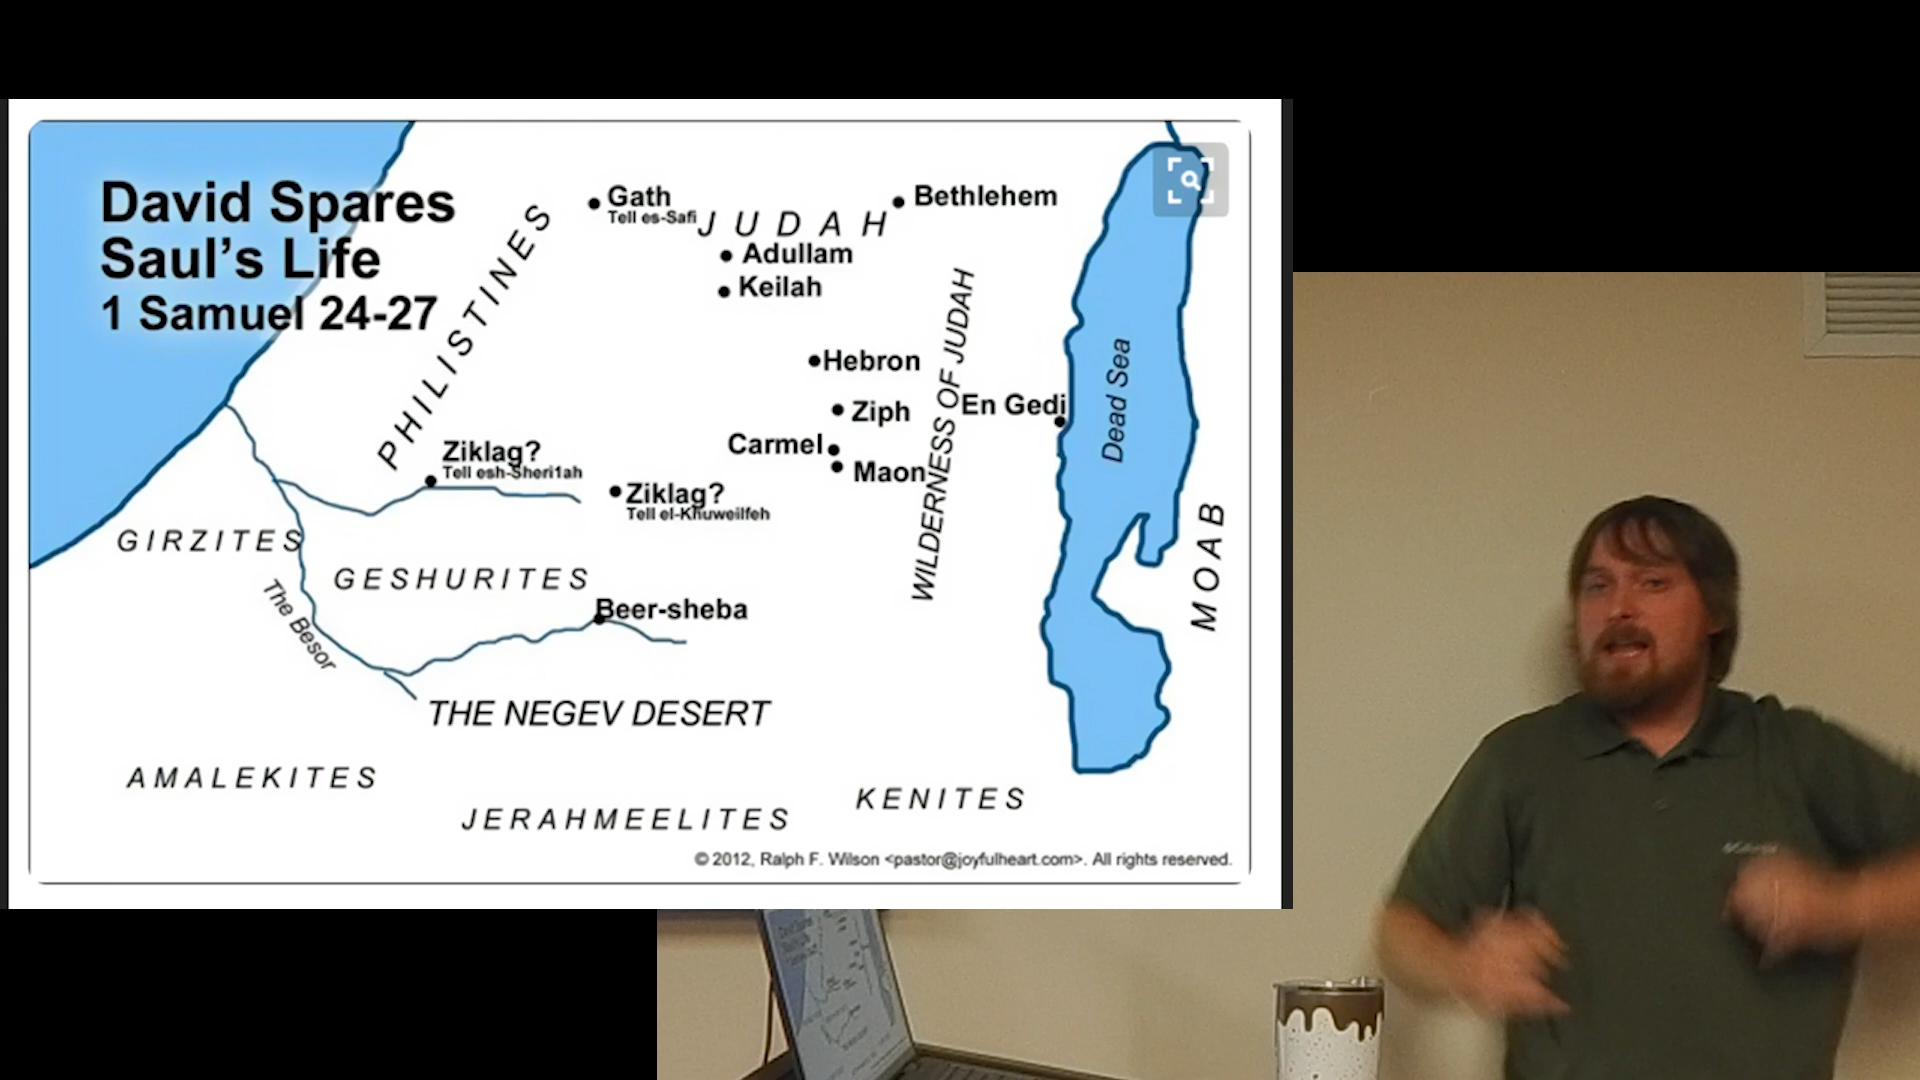 David Spares
Saul's Life
1 Samuel 24-27
PHILISTINES
Gath
Tell es-Safi
JUDAH
Bethlehem
Adullam
Keilah
Hebron
Ziph
Carmel
Maon
WILDERNESS OF JUDAH
En Gedi
Dead Sea
MOAB
Ziklag?
Tell esh-Sheri1ah
Ziklag?
Tell el-Khuweilfeh
GIRZITES
GESHURITES
The Besor
Beer-sheba
THE NEGEV DESERT
AMALEKITES
JERAHMEELITES
KENITES
© 2012, Ralph F. Wilson <pastor@joyfulheart.com>. All rights reserved.